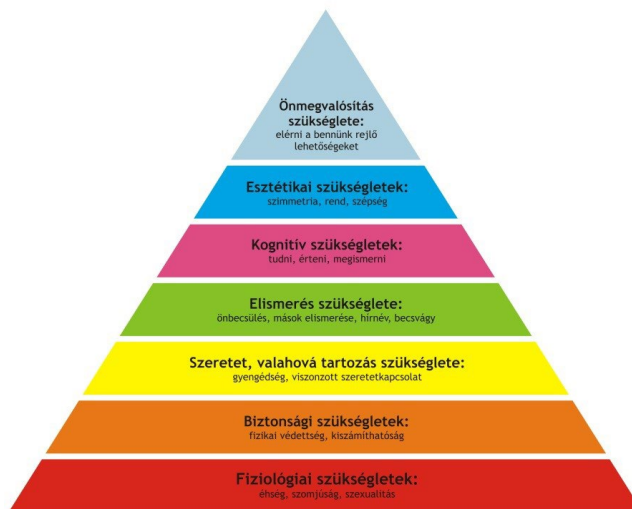 Önmegvalósítás
szükséglete:
elérni a bennünk rejlő
lehetőségeket
Esztétikai szükségletek:
szimmetria, rend, szépség
Kognitív szükségletek:
tudni, érteni, megismerni
Elismerés szükséglete:
önbecsülés, mások elismerése, hírnév, becsvágy
Szeretet, valahová tartozás szükséglete:
gyengédség, viszonzott szeretetkapcsolat
Biztonsági szükségletek:
fizikai védettség, kiszámíthatóság
Fiziológiai szükségletek:
éhség, szomjúság, szexualitás